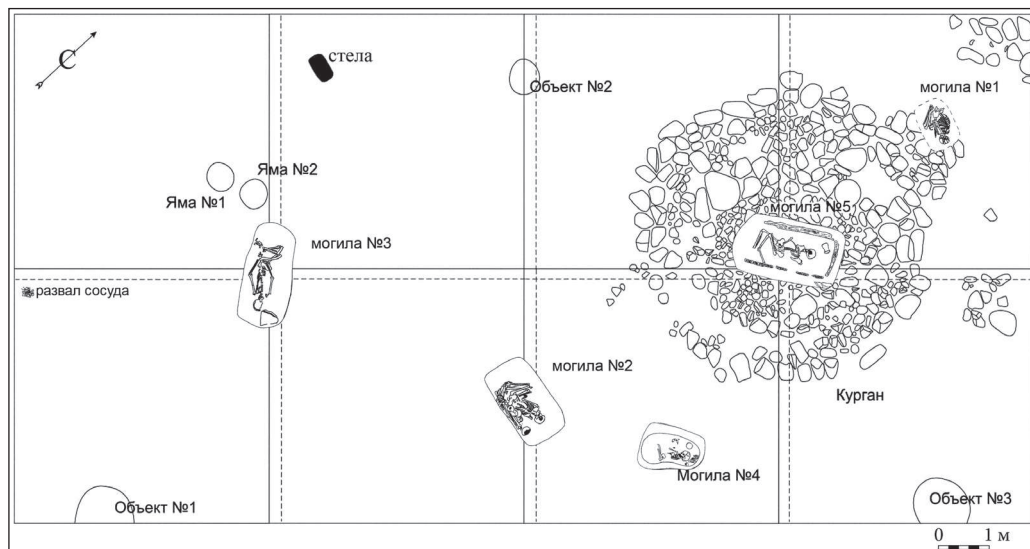 С
стела
Объект №2
могила №1
Яма №2
Яма №1
могила №5
могила №3
развал сосуда
могила №2
Курган
Могила №4
Объект №1
Объект №3
0 1 м